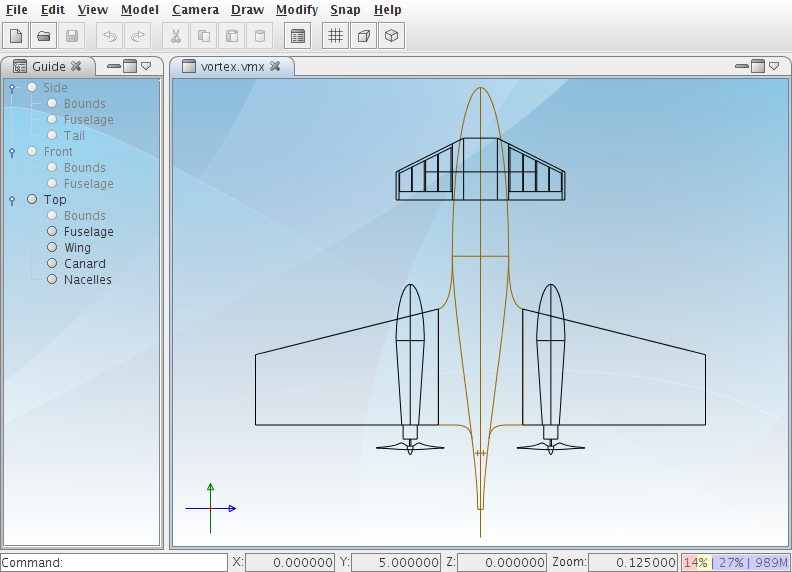 File Edit View Model Camera Draw Modify Snap Help
Guide vortex.vmx
Side
Bounds
Fuselage
Tail
Front
Bounds
Fuselage
Top
Bounds
Fuselage
Wing
Canard
Nacelles
Command: X: 0.000000 Y: 5.000000 Z: 0.000000 Zoom: 0.125000 14% | 27% | 989M